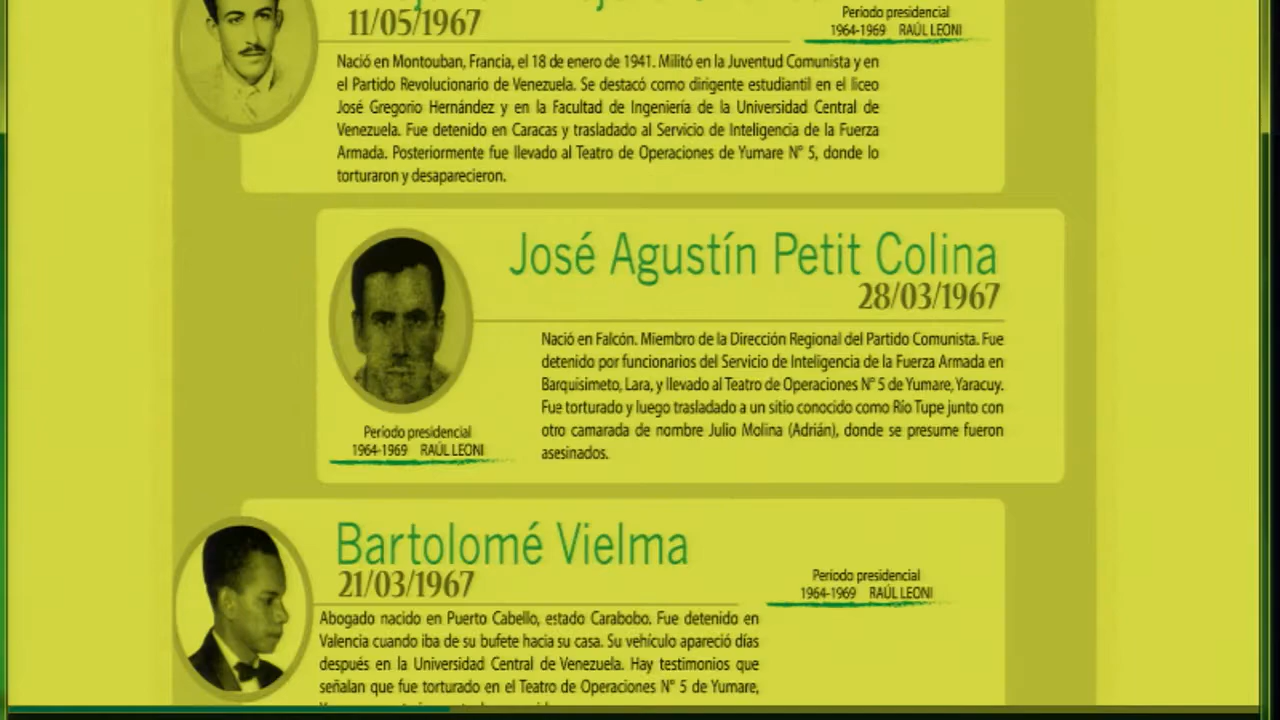 11/05/1967
Periodo presidencial
1964-1969 RAÚL LEONI
Nació en Montouban, Francia, el 18 de enero de 1941. Militó en la Juventud Comunista y en
el Partido Revolucionario de Venezuela. Se destacó como dirigente estudiantil en el liceo
José Gregorio Hernández y en la Facultad de Ingeniería de la Universidad Central de
Venezuela. Fue detenido en Caracas y trasladado al Servicio de Inteligencia de la Fuerza
Armada. Posteriormente fue llevado al Teatro de Operaciones de Yumare N° 5, donde lo
torturaron y desaparecieron.
José Agustín Petit Colina
28/03/1967
Nació en Falcón. Miembro de la Dirección Regional del Partido Comunista. Fue
detenido por funcionarios del Servicio de Inteligencia de la Fuerza Armada en
Barquisimeto, Lara, y llevado al Teatro de Operaciones N° 5 de Yumare, Yaracuy.
Fue torturado y luego trasladado a un sitio conocido como Río Tupe junto con
otro camarada de nombre Julio Molina (Adrián), donde se presume fueron
asesinados.
Periodo presidencial
1964-1969 RAÚL LEONI
Bartolomé Vielma
21/03/1967
Periodo presidencial
1964-1969 RAÚL LEONI
Abogado nacido en Puerto Cabello, estado Carabobo. Fue detenido en
Valencia cuando iba de su bufete hacia su casa. Su vehículo apareció días
después en la Universidad Central de Venezuela. Hay testimonios que
señalan que fue torturado en el Teatro de Operaciones N° 5 de Yumare,